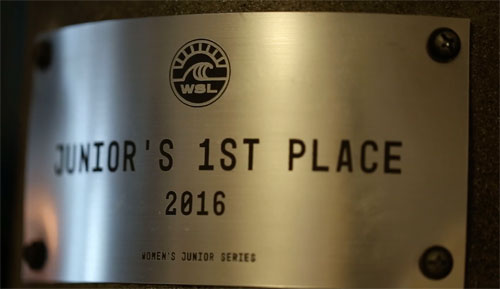 WSL
JUNIOR'S 1ST PLACE
2016
WOMEN'S JUNIOR SERIES